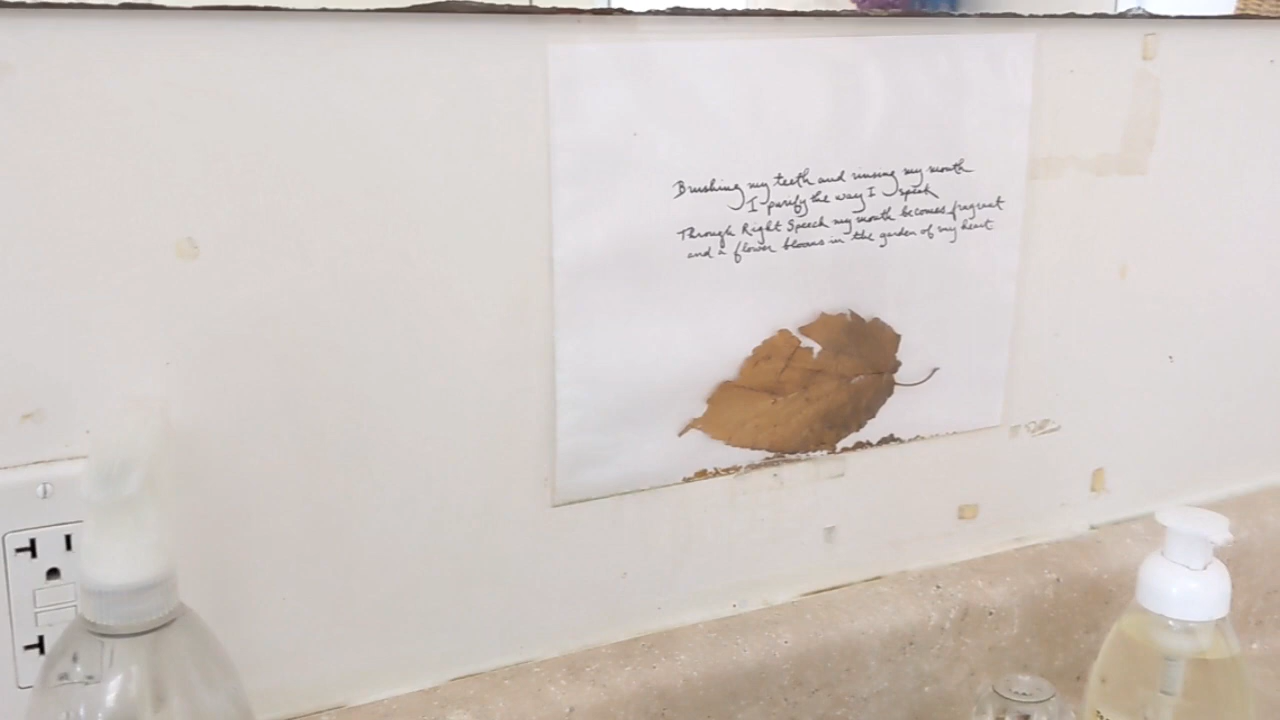 Brushing my teeth and rinsing my mouth
I purify the way I speak
Through Right Speech my mouth becomes fragrant
and a flower blooms in the garden of my heart